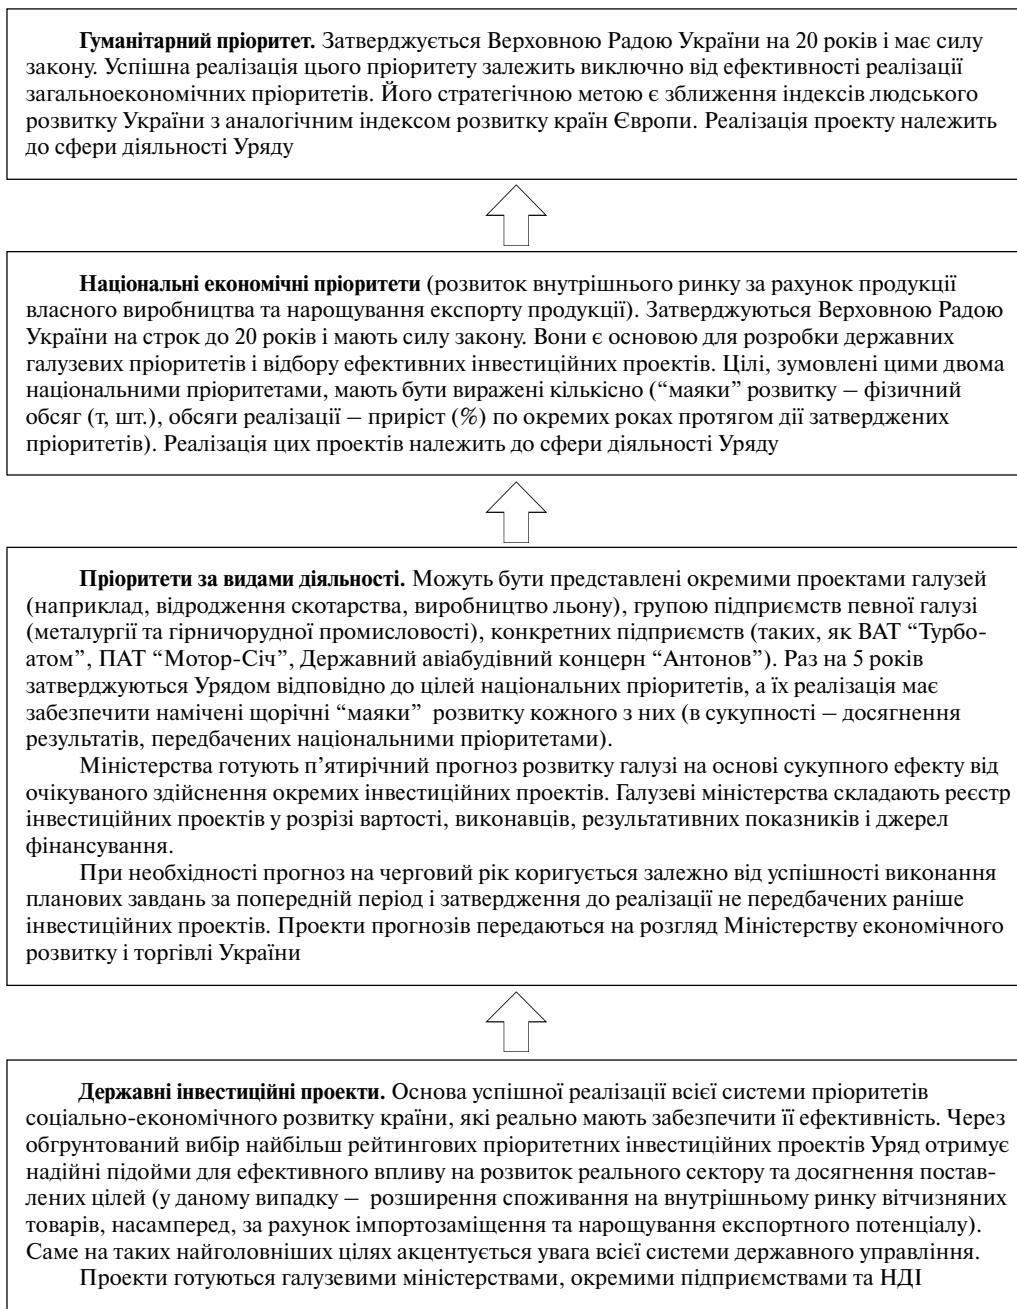 Гуманітарний пріоритет. Затверджується Верховною Радою України на 20 років і має силу
закону. Успішна реалізація цього пріоритету залежить виключно від ефективності реалізації
загальноекономічних пріоритетів. Його стратегічною метою є зближення індексів людського
розвитку України з аналогічним індексом розвитку країн Європи. Реалізація проекту належить
до сфери діяльності Уряду
Національні економічні пріоритети (розвиток внутрішнього ринку за рахунок продукції
власного виробництва та нарощування експорту продукції). Затверджуються Верховною Радою
України на строк до 20 років і мають силу закону. Вони є основою для розробки державних
галузевих пріоритетів і відбору ефективних інвестиційних проектів. Цілі, зумовлені цими двома
національними пріоритетами, мають бути виражені кількісно (“маяки” розвитку – фізичний
обсяг (т, шт.), обсяги реалізації – приріст (%) по окремих роках протягом дії затверджених
пріоритетів). Реалізація цих проектів належить до сфери діяльності Уряду
Пріоритети за видами діяльності. Можуть бути представлені окремими проектами галузей
(наприклад, відродження скотарства, виробництво льону), групою підприємств певної галузі
(металургії та гірничорудної промисловості), конкретних підприємств (таких, як ВАТ “Турбо-
атом”, ПАТ “Мотор-Січ”, Державний авіабудівний концерн “Антонов”). Раз на 5 років
затверджуються Урядом відповідно до цілей національних пріоритетів, а їх реалізація має
забезпечити намічені щорічні “маяки” розвитку кожного з них (в сукупності – досягнення
результатів, передбачених національними пріоритетами).
Міністерства готують п’ятирічний прогноз розвитку галузі на основі сукупного ефекту від
очікуваного здійснення окремих інвестиційних проектів. Галузеві міністерства складають реєстр
інвестиційних проектів у розрізі вартості, виконавців, результативних показників і джерел
фінансування.
При необхідності прогноз на черговий рік коригується залежно від успішності виконання
планових завдань за попередній період і затвердження до реалізації не передбачених раніше
інвестиційних проектів. Проекти прогнозів передаються на розгляд Міністерству економічного
розвитку і торгівлі України
Державні інвестиційні проекти. Основа успішної реалізації всієї системи пріоритетів
соціально-економічного розвитку країни, які реально мають забезпечити її ефективність. Через
обгрунтований вибір найбільш рейтингових пріоритетних інвестиційних проектів Уряд отримує
надійні підойми для ефективного впливу на розвиток реального сектору та досягнення постав-
лених цілей (у даному випадку – розширення споживання на внутрішньому ринку вітчизняних
товарів, насамперед, за рахунок імпортозаміщення та нарощування експортного потенціалу).
Саме на таких найголовніших цілях акцентується увага всієї системи державного управління.
Проекти готуються галузевими міністерствами, окремими підприємствами та НДІ